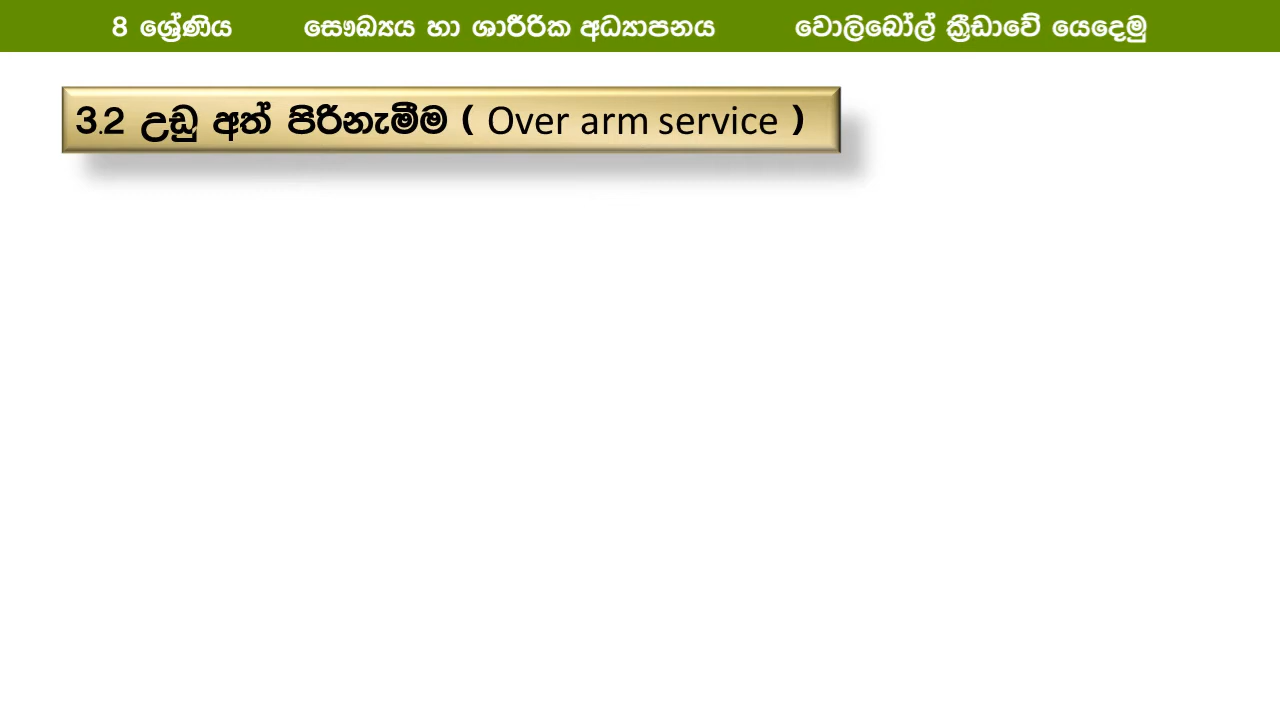 8 ශ්‍රේණිය සෞඛ්‍යය හා ශාරීරික අධ්‍යාපනය වොලිබෝල් ක්‍රීඩාවේ යෙදෙමු
3.2 උඩු අත් පිරිනැමීම ( Over arm service )